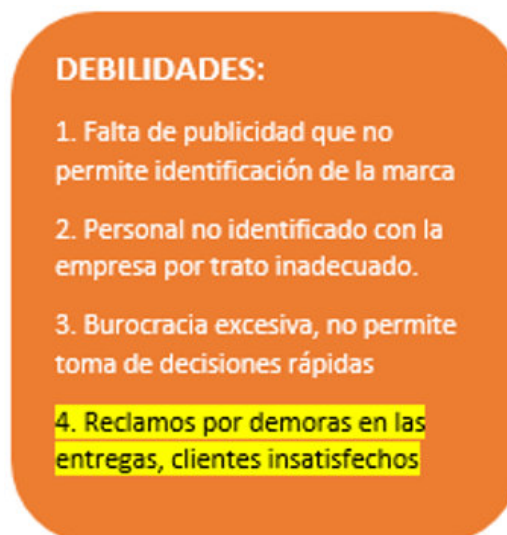 DEBILIDADES:
1. Falta de publicidad que no
permite identificación de la marca
2. Personal no identificado con la
empresa por trato inadecuado.
3. Burocracia excesiva, no permite
toma de decisiones rápidas
4. Reclamos por demoras en las
entregas, clientes insatisfechos